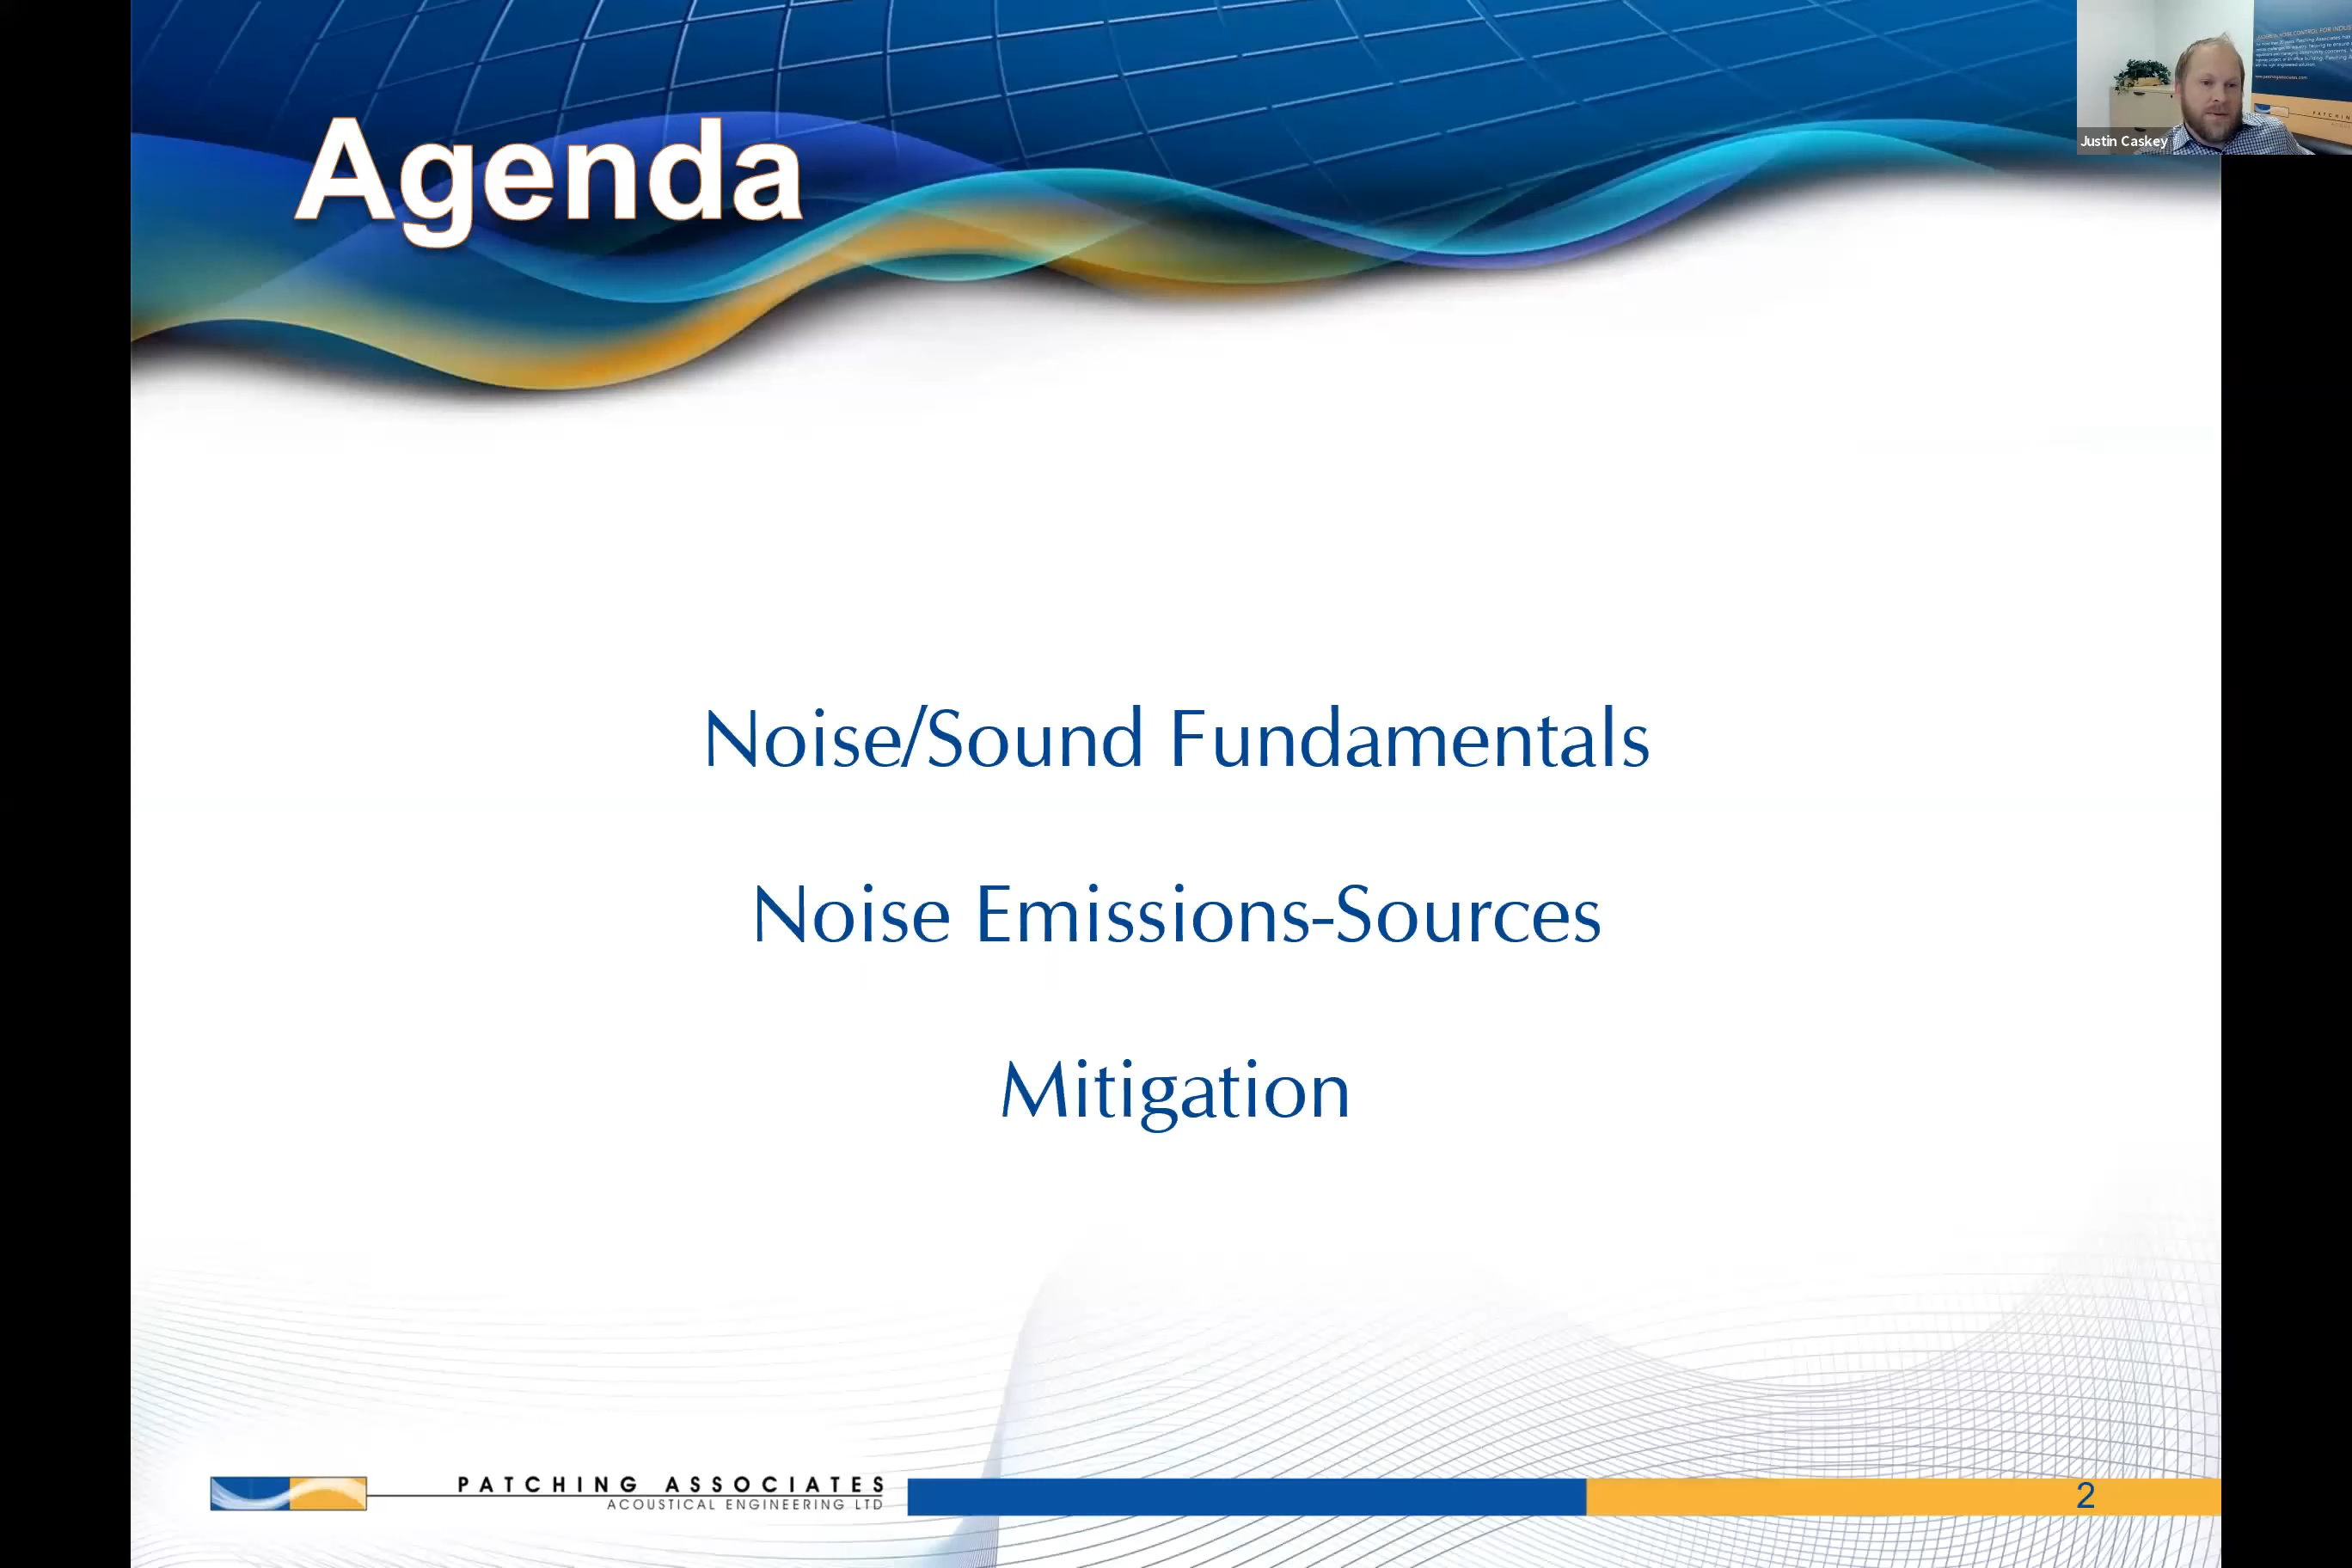 Agenda
Justin Caskey
Noise/Sound Fundamentals
Noise Emissions-Sources
Mitigation
PATCHING ASSOCIATES
ACOUSTICAL ENGINEERING LTD
2